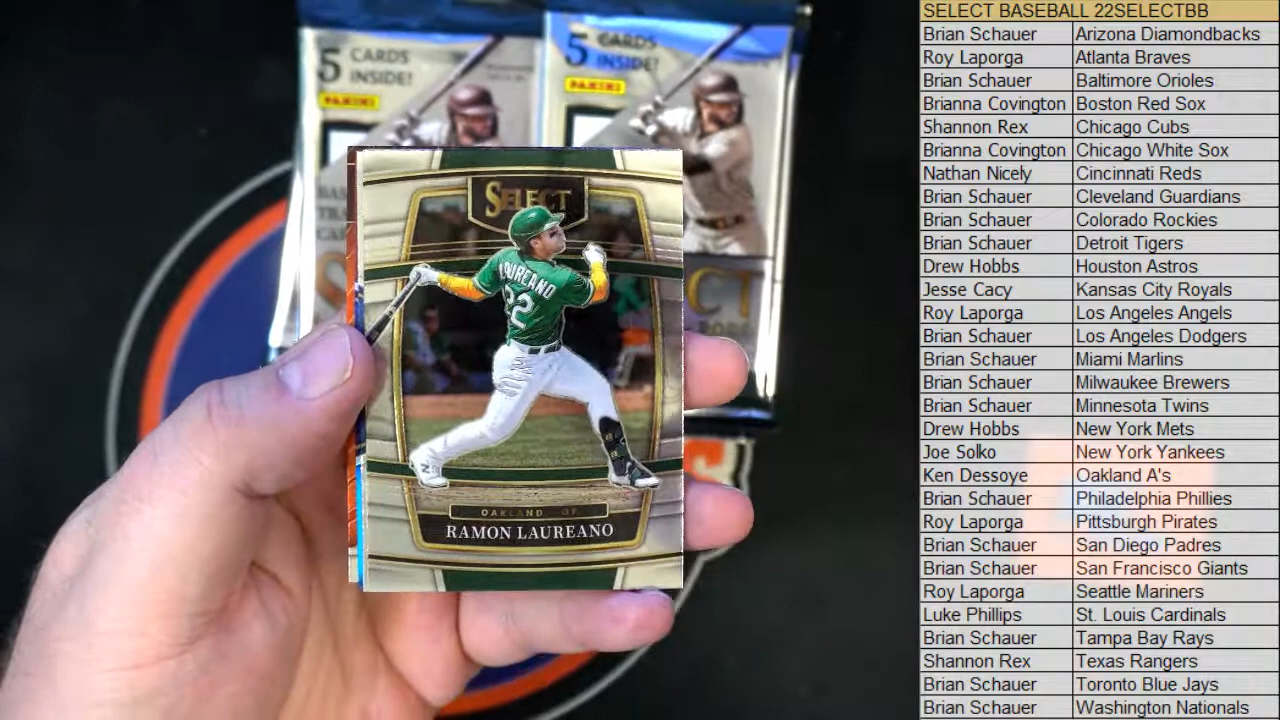 5 CARDS
INSIDE!
PANINI
5 CARDS
INSIDE!
PANINI
SELECT
LAUREANO
22
OAKLAND OF
RAMON LAUREANO
SELECT BASEBALL 22SELECTBB
Brian Schauer Arizona Diamondbacks
Roy Laporga Atlanta Braves
Brian Schauer Baltimore Orioles
Brianna Covington Boston Red Sox
Shannon Rex Chicago Cubs
Brianna Covington Chicago White Sox
Nathan Nicely Cincinnati Reds
Brian Schauer Cleveland Guardians
Brian Schauer Colorado Rockies
Brian Schauer Detroit Tigers
Drew Hobbs Houston Astros
Jesse Cacy Kansas City Royals
Roy Laporga Los Angeles Angels
Brian Schauer Los Angeles Dodgers
Brian Schauer Miami Marlins
Brian Schauer Milwaukee Brewers
Brian Schauer Minnesota Twins
Drew Hobbs New York Mets
Joe Solko New York Yankees
Ken Dessoye Oakland A's
Brian Schauer Philadelphia Phillies
Roy Laporga Pittsburgh Pirates
Brian Schauer San Diego Padres
Brian Schauer San Francisco Giants
Roy Laporga Seattle Mariners
Luke Phillips St. Louis Cardinals
Brian Schauer Tampa Bay Rays
Shannon Rex Texas Rangers
Brian Schauer Toronto Blue Jays
Brian Schauer Washington Nationals